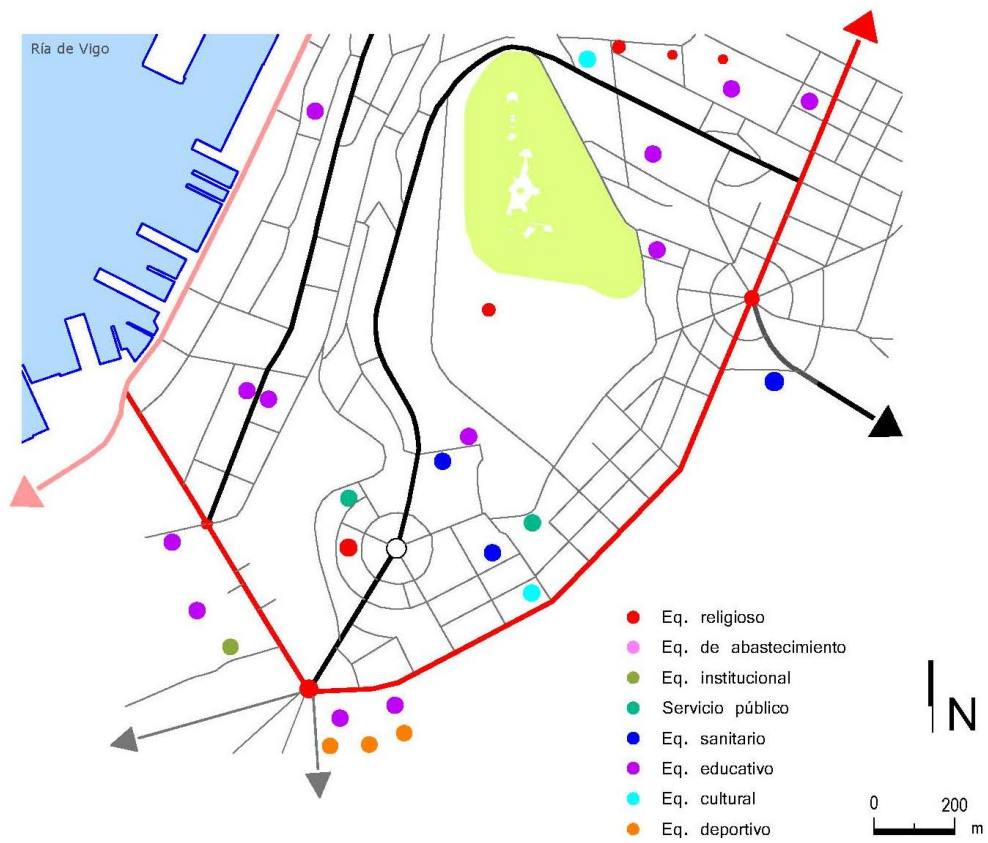 Ría de Vigo
Eq. religioso
Eq. de abastecimiento
Eq. institucional
Servicio público
Eq. sanitario
Eq. educativo
Eq. cultural
Eq. deportivo
N
0 200
m